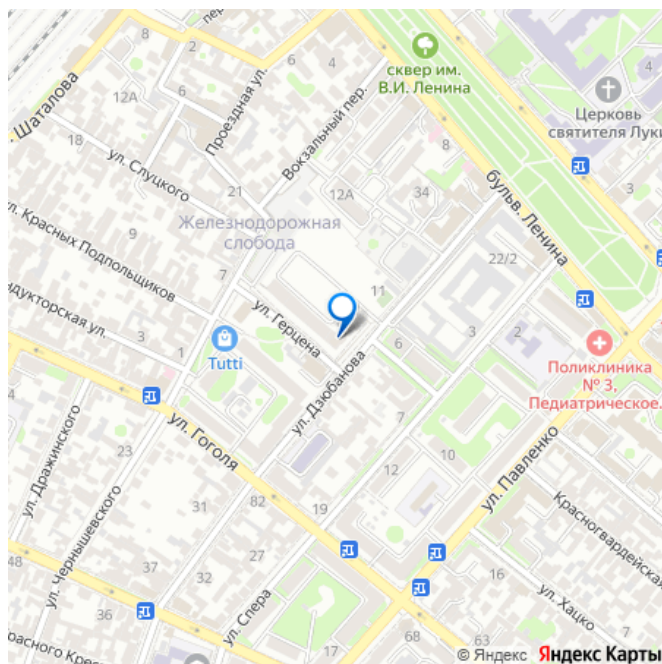 8
2
пер.
6
4
сквер им.
В.И. Ленина
Церковь
святителя Луки
. Шаталова
12А
6
Проездная ул.
Вокзальный пер.
18
ул. Слуцкого
21
12А
34
8
3
бульв. Ленина
Железнодорожная
слобода
ул. Красных Подпольщиков
9
7
11
22/2
ул. Герцена
3
1
Tutti
ул. Дзюбанова
6
3
2
Поликлиника
№ 3,
Педиатрическое...
ул. Дражинского
23
ул. Чернышевского
ул. Гоголя
7
12
10
ул. Павленко
31
82
19
Красногвардейская
48
37
32
27
ул. Спера
36
16
ул. Хацко
7
17
68
63
© Яндекс Яндекс Карты